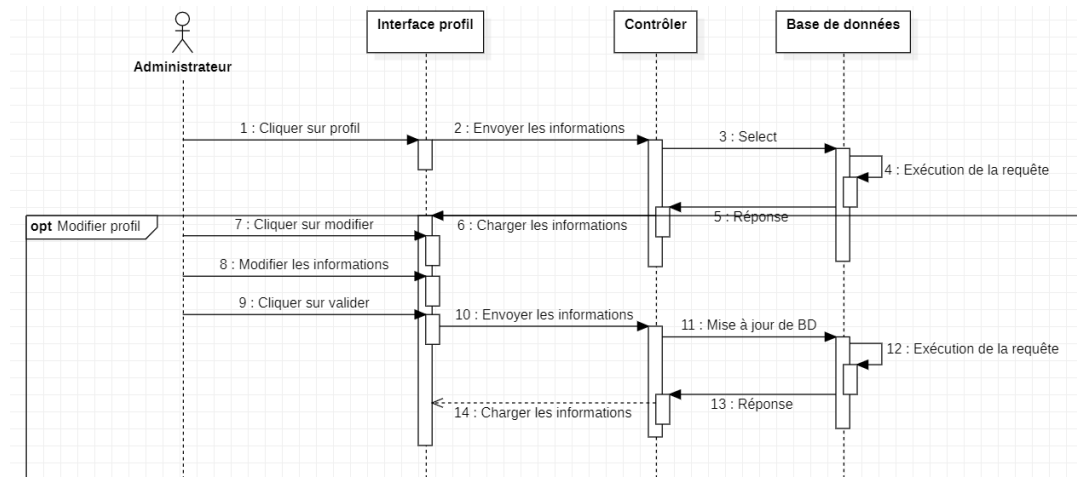 Interface profil
Contrôler
Base de données
Administrateur
1 : Cliquer sur profil
2 : Envoyer les informations
3 : Select
4 : Exécution de la requête
5 : Réponse
6 : Charger les informations
opt Modifier profil
7 : Cliquer sur modifier
8 : Modifier les informations
9 : Cliquer sur valider
10 : Envoyer les informations
11 : Mise à jour de BD
12 : Exécution de la requête
13 : Réponse
14 : Charger les informations